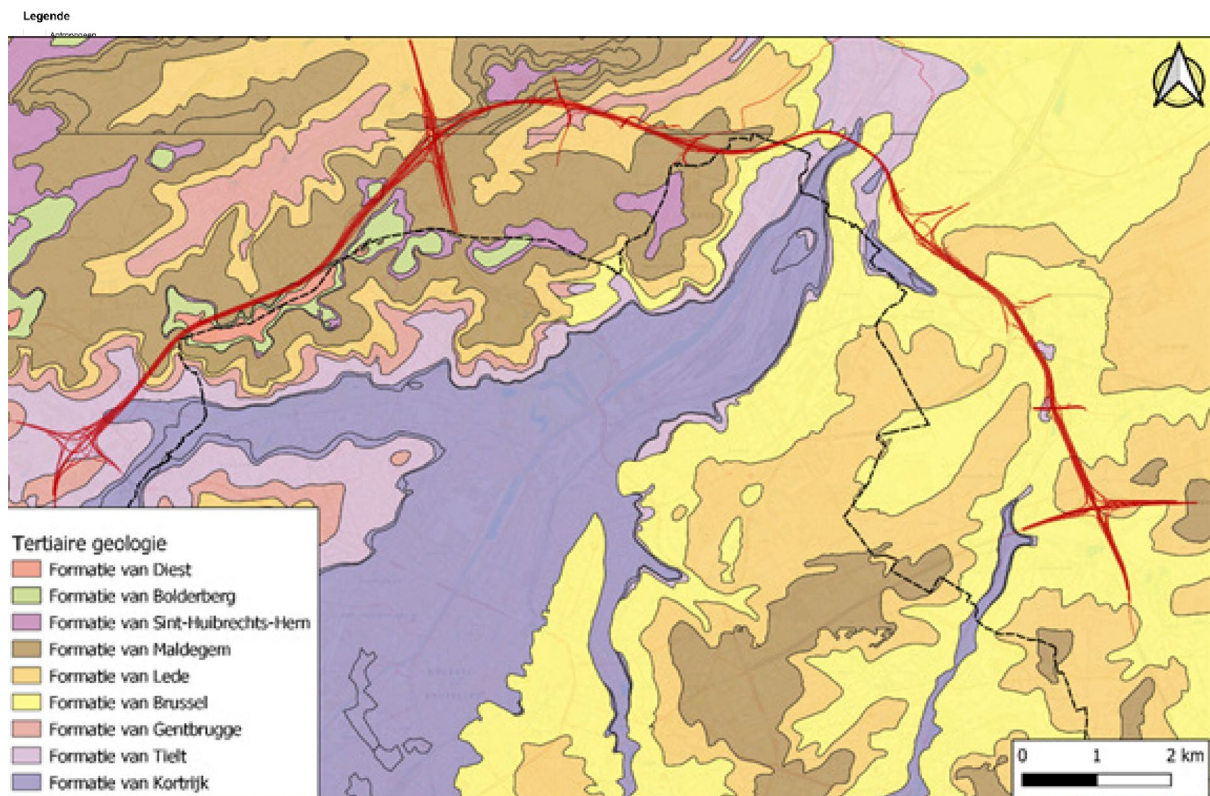 Legende
Antropogeen
Tertiaire geologie
Formatie van Diest
Formatie van Bolderberg
Formatie van Sint-Huibrechts-Hern
Formatie van Maldegem
Formatie van Lede
Formatie van Brussel
Formatie van Gentbrugge
Formatie van Tielt
Formatie van Kortrijk
0 1 2 km